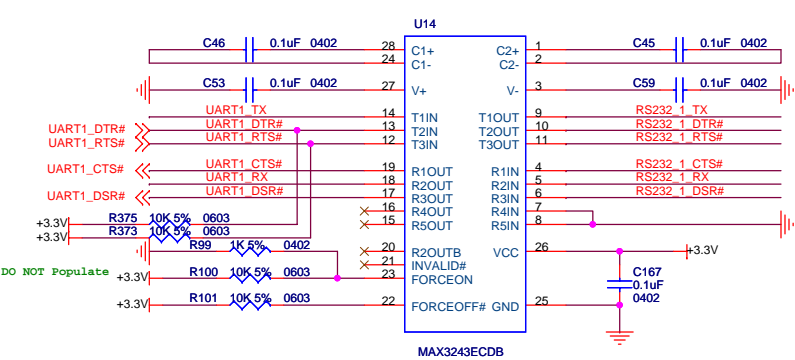 U14
C46 0.1uF 0402 28 C1+ C2+ 1 C45 0.1uF 0402
24 C1- C2- 2
C53 0.1uF 0402 27 V+ V- 3 C59 0.1uF 0402
UART1_TX 14 T1IN T1OUT 9 RS232_1_TX
UART1_DTR# UART1_DTR# 13 T2IN T2OUT 10 RS232_1_DTR#
UART1_RTS# UART1_RTS# 12 T3IN T3OUT 11 RS232_1_RTS#
UART1_CTS# UART1_CTS# 19 R1OUT R1IN 4 RS232_1_CTS#
UART1_RX 18 R2OUT R2IN 5 RS232_1_RX
UART1_DSR# UART1_DSR# 17 R3OUT R3IN 6 RS232_1_DSR#
16 R4OUT R4IN 7
+3.3V R375 10K 5% 0603 15 R5OUT R5IN 8
+3.3V R373 10K 5% 0603
R99 1K 5% 0402 20 R2OUTB VCC 26 +3.3V
21 INVALID#
DO NOT Populate +3.3V R100 10K 5% 0603 23 FORCEON C167
0.1uF
0402
+3.3V R101 10K 5% 0603 22 FORCEOFF# GND 25
MAX3243ECDB